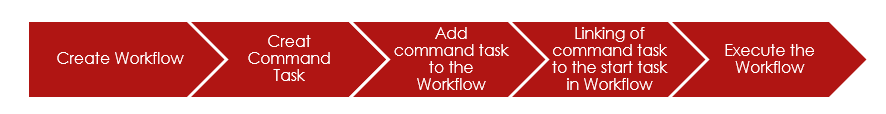 Create Workflow
Creat
Command
Task
Add
command task
to the
Workflow
Linking of
command task
to the start task
in Workflow
Execute the
Workflow